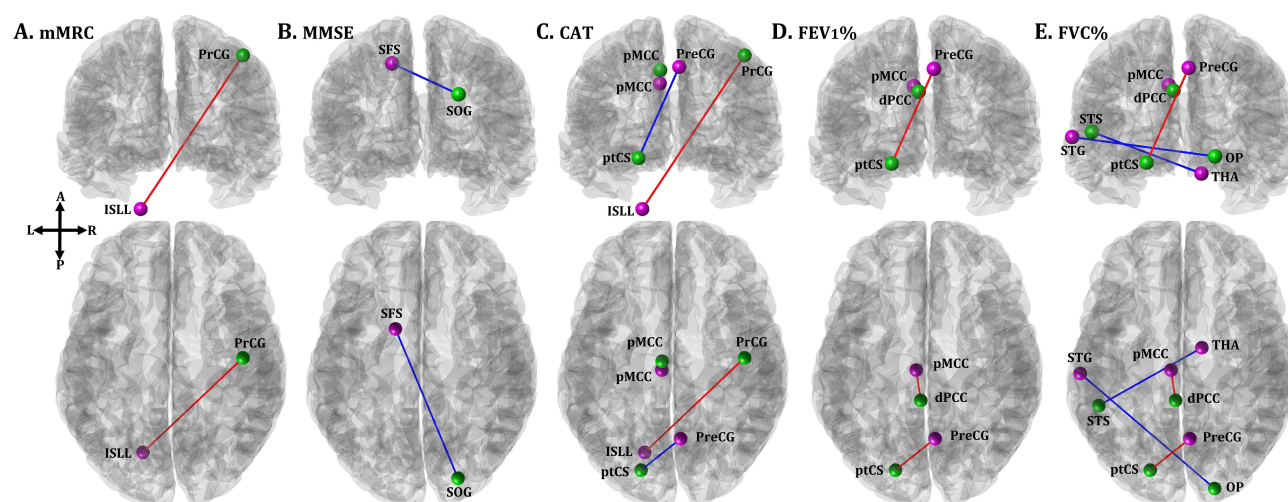 A. mMRC
B. MMSE
C. CAT
D. FEV1%
E. FVC%
PrCG
ISLL
SFS
SOG
pMCC
PreCG
PrCG
pMCC
ptCS
ISLL
PreCG
pMCC
dPCC
ptCS
PreCG
pMCC
dPCC
STS
STG
ptCS
OP
THA
A
L
R
P
PrCG
ISLL
SFS
SOG
pMCC
PrCG
pMCC
PreCG
ISLL
ptCS
pMCC
dPCC
PreCG
ptCS
THA
STG
pMCC
dPCC
STS
PreCG
ptCS
OP